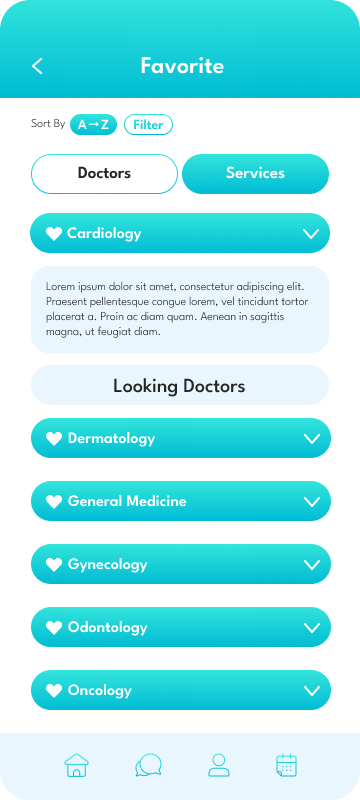 Favorite
Sort By A→Z Filter
Doctors Services
Cardiology
Lorem ipsum dolor sit amet, consectetur adipiscing elit.
Praesent pellentesque congue lorem, vel tincidunt tortor
placerat a. Proin ac diam quam. Aenean in sagittis
magna, ut feugiat diam.
Looking Doctors
Dermatology
General Medicine
Gynecology
Odontology
Oncology